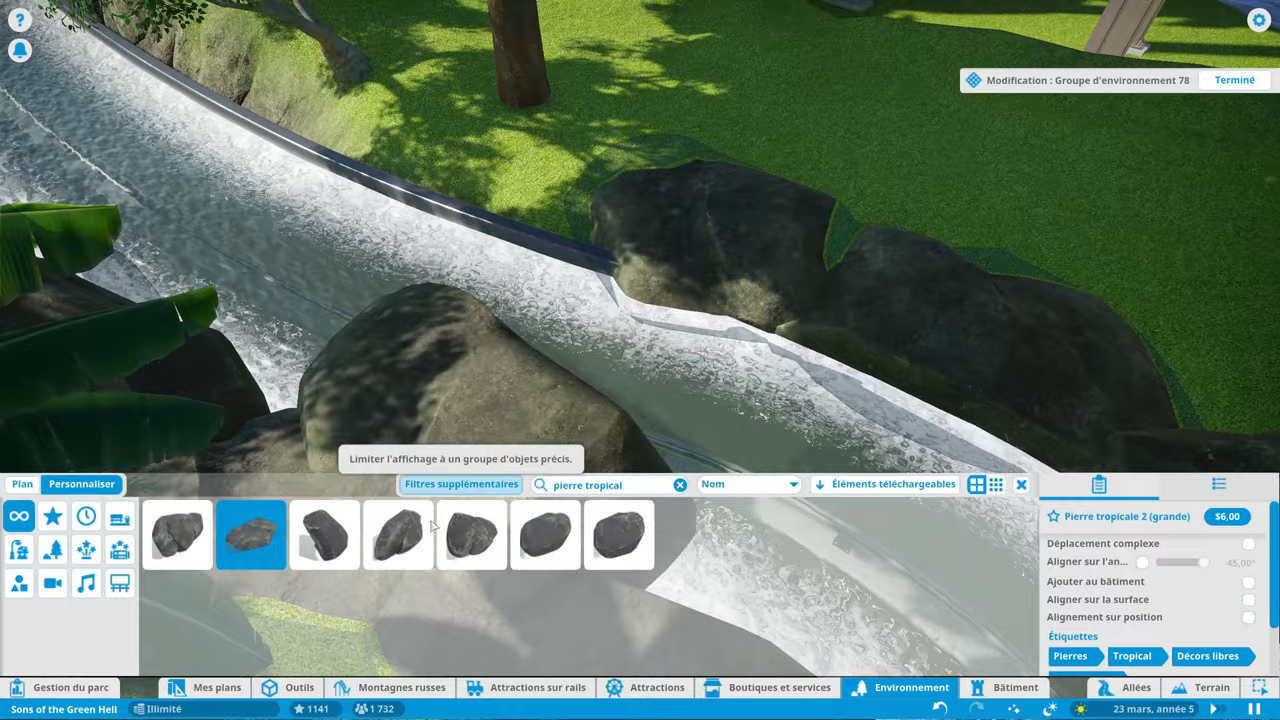 ?
Modification : Groupe d'environnement 78
Terminé
Limiter l'affichage à un groupe d'objets précis.
Plan
Personnaliser
Filtres supplémentaires
pierre tropical
Nom
Éléments téléchargeables
Pierre tropicale 2 (grande)
$6,00
Déplacement complexe
Aligner sur l'an...
45,00°
Ajouter au bâtiment
Aligner sur la surface
Alignement sur position
Étiquettes
Pierres
Tropical
Décors libres
Gestion du parc
Mes plans
Outils
Montagnes russes
Attractions sur rails
Attractions
Boutiques et services
Environnement
Bâtiment
Allées
Terrain
Sons of the Green Hell
Illimité
1141
1 732
23 mars, année 5